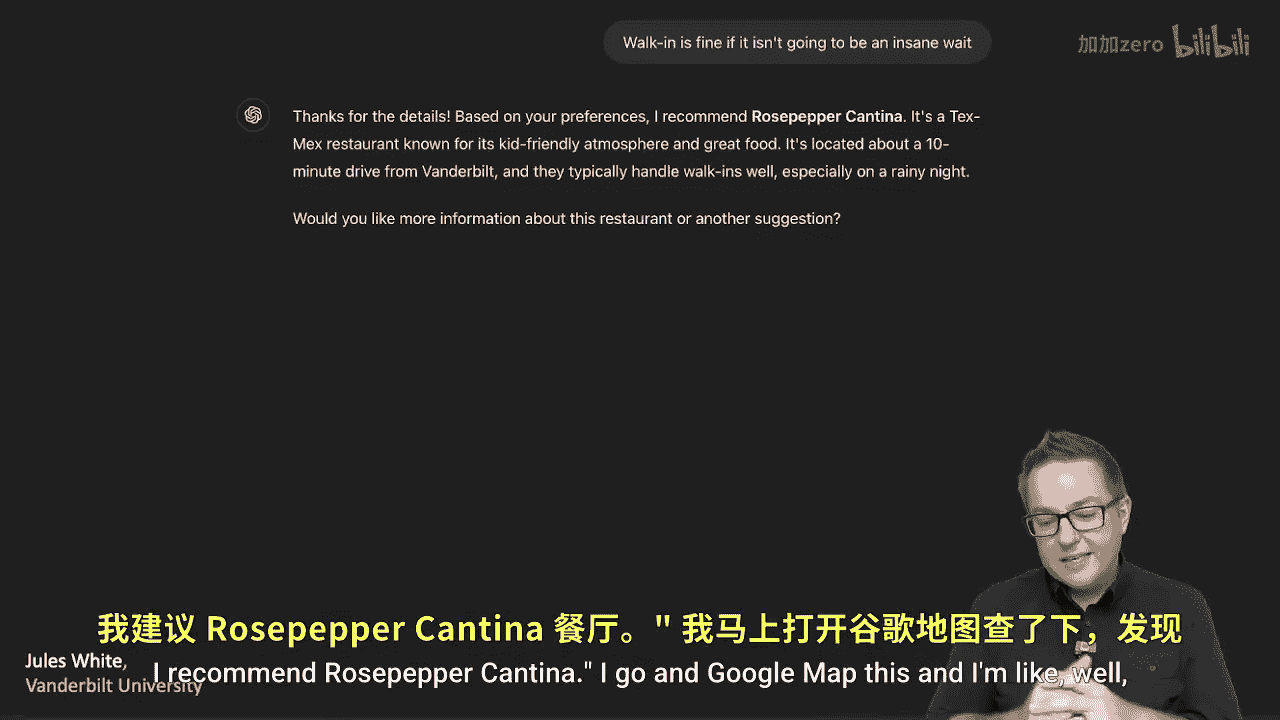 Walk-in is fine if it isn't going to be an insane wait
加加zero bilibili
Thanks for the details! Based on your preferences, I recommend Rosepepper Cantina. It's a Tex-
Mex restaurant known for its kid-friendly atmosphere and great food. It's located about a 10-
minute drive from Vanderbilt, and they typically handle walk-ins well, especially on a rainy night.
Would you like more information about this restaurant or another suggestion?
我建议 Rosepepper Cantina 餐厅。" 我马上打开谷歌地图查了下，发现
I recommend Rosepepper Cantina." I go and Google Map this and I'm like, well,
Jules White,
Vanderbilt University